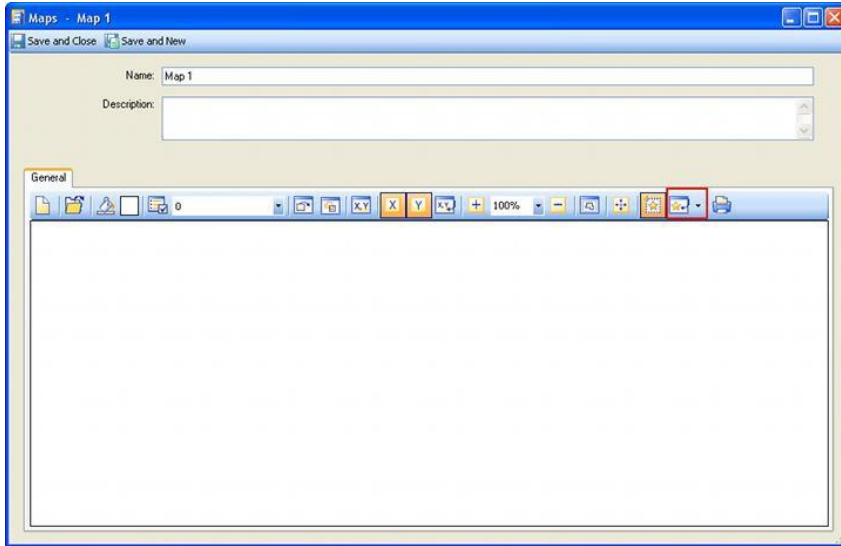 Maps - Map 1
Save and Close Save and New
Name: Map 1
Description:
General
0 X,Y X Y X,Y 100%